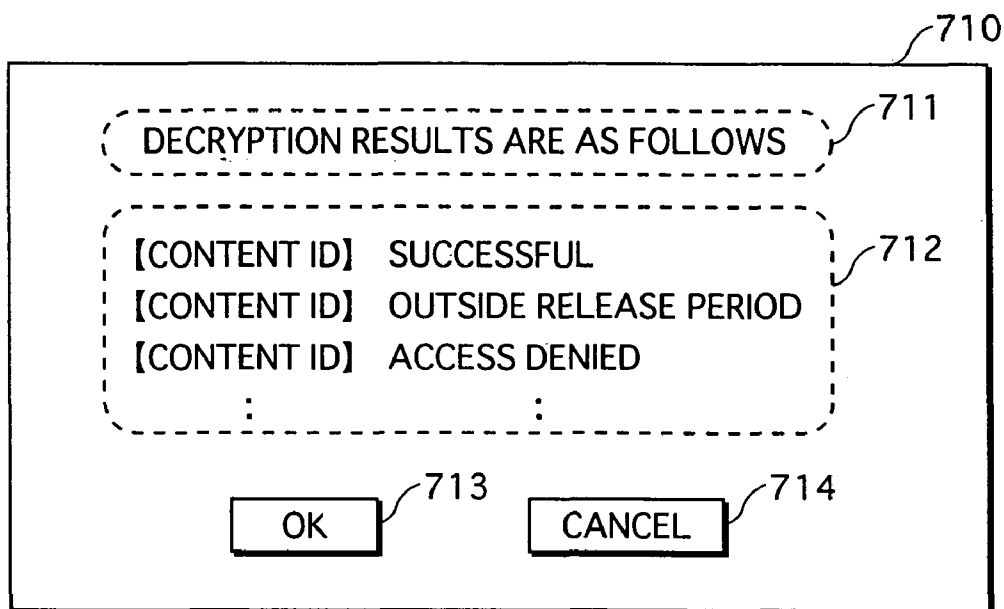 710
DECRYPTION RESULTS ARE AS FOLLOWS
711
【CONTENT ID】 SUCCESSFUL
712
【CONTENT ID】 OUTSIDE RELEASE PERIOD
【CONTENT ID】 ACCESS DENIED
: :
713
714
OK
CANCEL